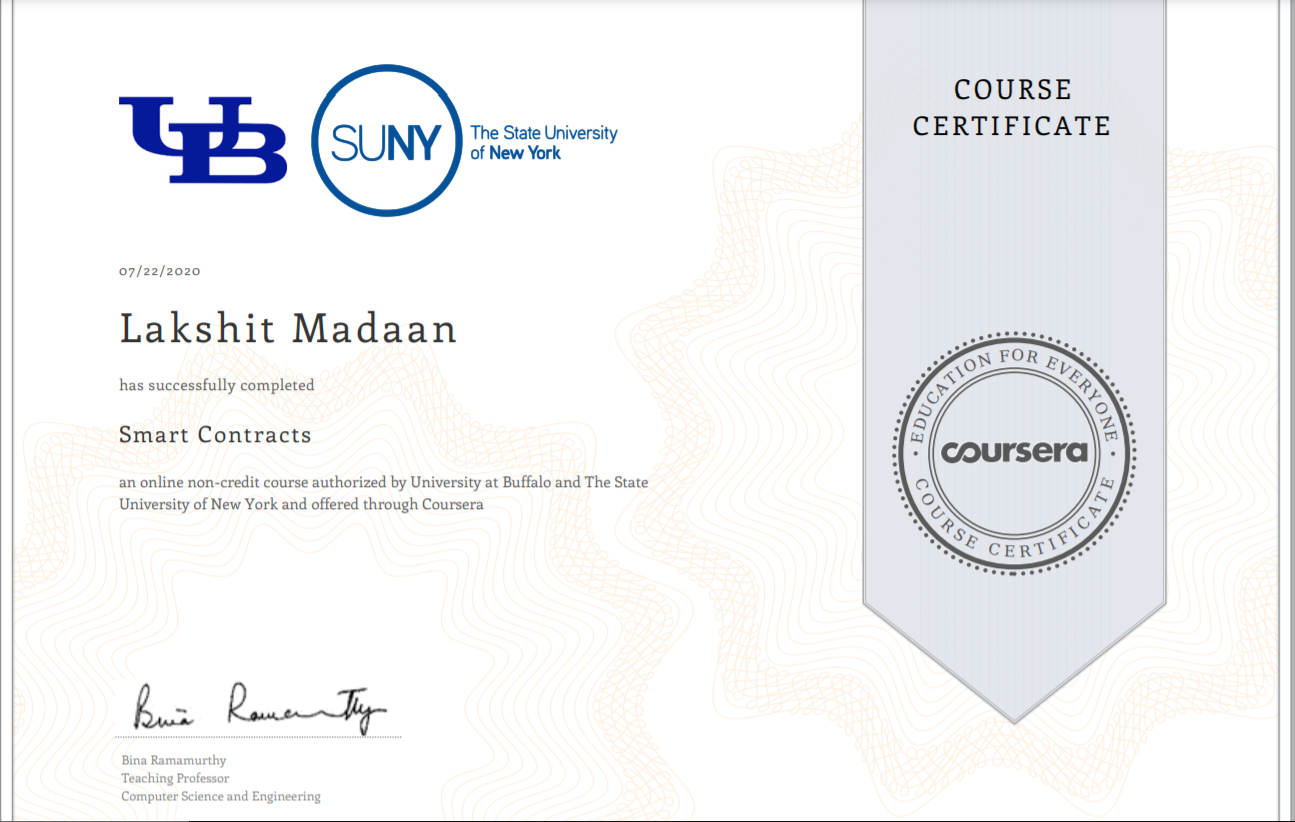 UB
SUNY
The State University
of New York
COURSE
CERTIFICATE
07/22/2020
Lakshit Madaan
has successfully completed
Smart Contracts
an online non-credit course authorized by University at Buffalo and The State
University of New York and offered through Coursera
EDUCATION FOR EVERYONE
coursera
COURSE CERTIFICATE
Bina Ramamurthy
Bina Ramamurthy
Teaching Professor
Computer Science and Engineering